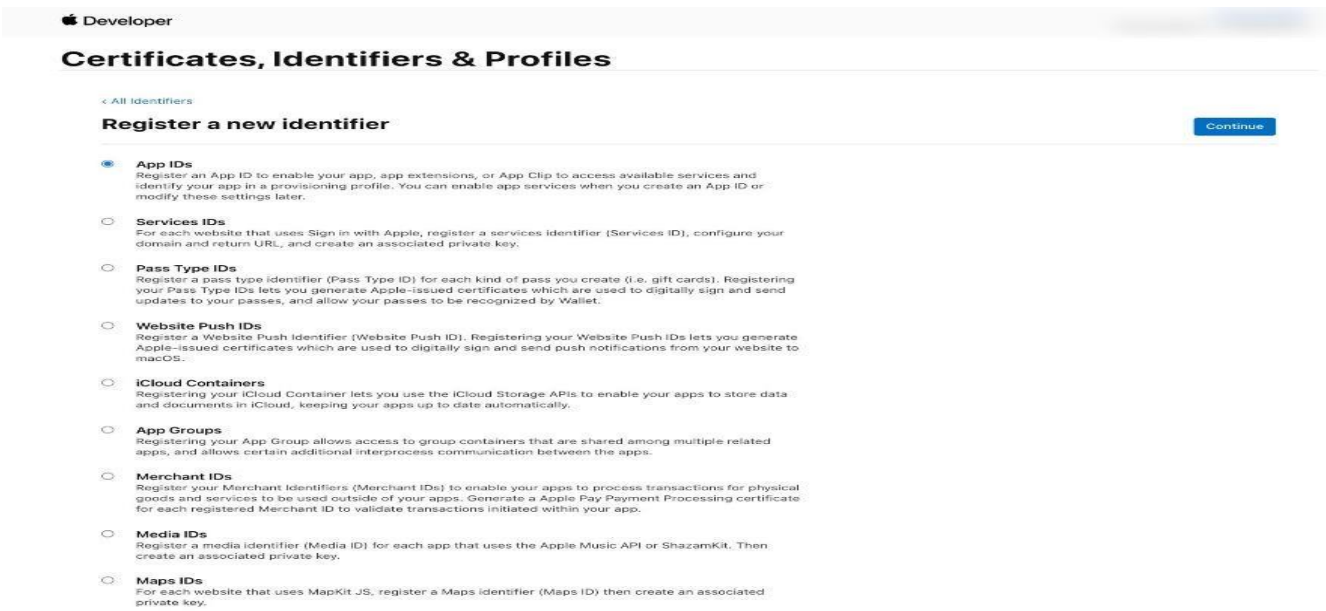 Developer
Certificates, Identifiers & Profiles
< All Identifiers
Register a new identifier
Continue
App IDs
Register an App ID to enable your app, app extensions, or App Clip to access available services and
identify your app in a provisioning profile. You can enable app services when you create an App ID or
modify these settings later.
Services IDs
For each website that uses Sign in with Apple, register a services identifier (Services ID), configure your
domain and return URL, and create an associated private key.
Pass Type IDs
Register a pass type identifier (Pass Type ID) for each kind of pass you create (i.e. gift cards). Registering
your Pass Type IDs lets you generate Apple-issued certificates which are used to digitally sign and send
updates to your passes, and allow your passes to be recognized by Wallet.
Website Push IDs
Register a Website Push Identifier (Website Push ID). Registering your Website Push IDs lets you generate
Apple-issued certificates which are used to digitally sign and send push notifications from your website to
macOS.
iCloud Containers
Registering your iCloud Container lets you use the iCloud Storage APIs to enable your apps to store data
and documents in iCloud, keeping your apps up to date automatically.
App Groups
Registering your App Group allows access to group containers that are shared among multiple related
apps, and allows certain additional interprocess communication between the apps.
Merchant IDs
Register your Merchant Identifiers (Merchant IDs) to enable your apps to process transactions for physical
goods and services to be used outside of your apps. Generate a Apple Pay Payment Processing certificate
for each registered Merchant ID to validate transactions initiated within your app.
Media IDs
Register a media identifier (Media ID) for each app that uses the Apple Music API or ShazamKit. Then
create an associated private key.
Maps IDs
For each website that uses MapKit JS, register a Maps identifier (Maps ID) then create an associated
private key.